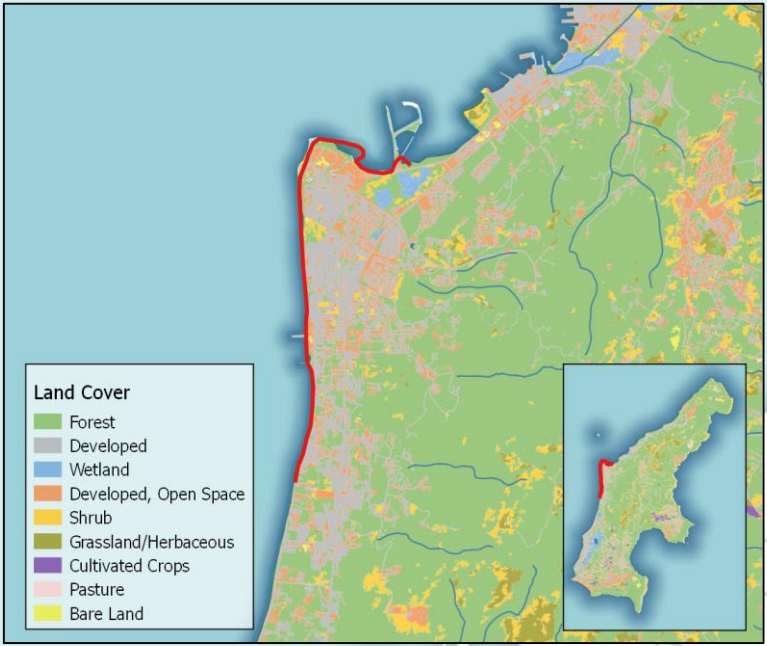 Land Cover
Forest
Developed
Wetland
Developed, Open Space
Shrub
Grassland/Herbaceous
Cultivated Crops
Pasture
Bare Land